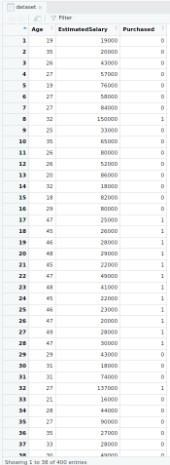 dataset
Filter
Age EstimatedSalary Purchased
1 19 19000 0
2 35 20000 0
3 26 43000 0
4 27 57000 0
5 19 76000 0
6 27 58000 0
7 27 84000 0
8 32 150000 1
9 25 33000 0
10 35 65000 0
11 26 80000 0
12 26 52000 0
13 20 86000 0
14 32 18000 0
15 18 82000 0
16 29 80000 0
17 47 25000 1
18 45 26000 1
19 46 28000 1
20 48 29000 1
21 45 22000 1
22 47 49000 1
23 48 41000 1
24 45 22000 1
25 46 23000 1
26 47 20000 1
27 49 28000 1
28 47 30000 1
29 29 43000 0
30 31 18000 0
31 31 74000 0
32 27 137000 1
33 21 16000 0
34 28 44000 0
35 27 90000 0
36 35 27000 0
37 33 28000 0
38 30 49000 0
Showing 1 to 38 of 400 entries